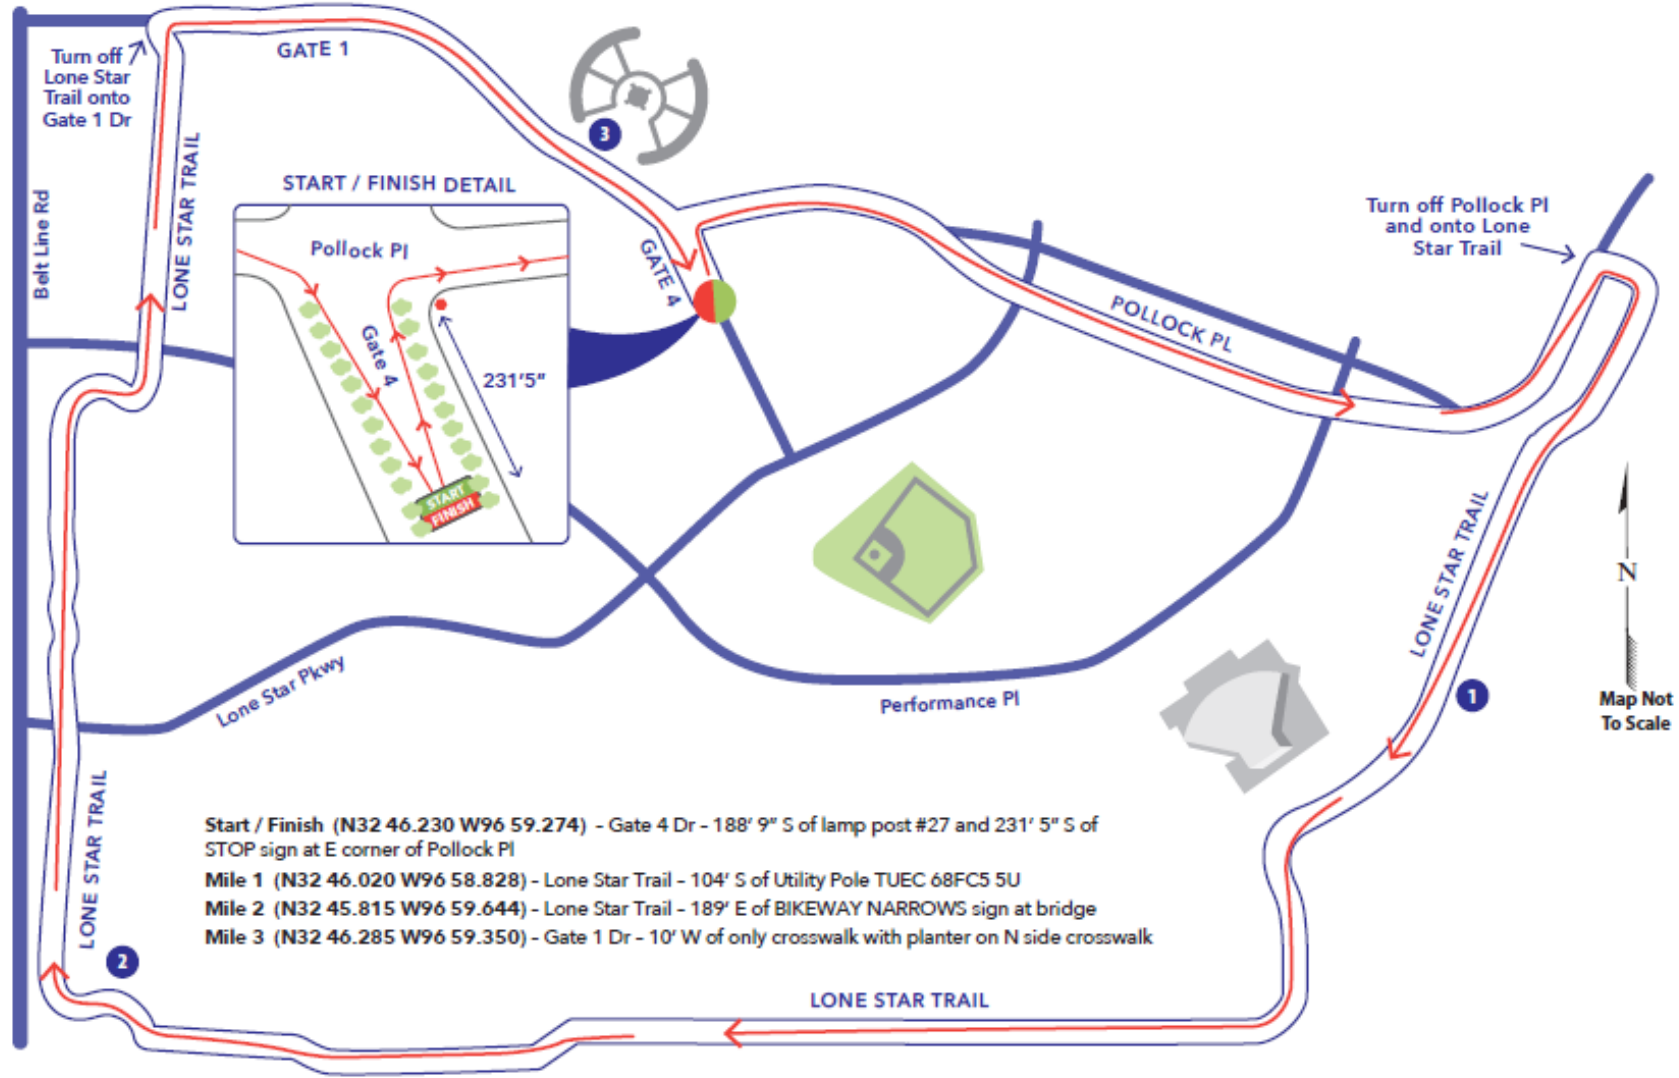 GATE 1
Turn off
Lone Star
Trail onto
Gate 1 Dr
3
LONE STAR TRAIL
Belt Line Rd
START / FINISH DETAIL
Pollock Pl
Gate 4
231'5"
START
FINISH
GATE 4
Turn off Pollock Pl
and onto Lone
Star Trail
POLLOCK PL
LONE STAR TRAIL
N
Map Not
To Scale
1
Lone Star Pkwy
Performance Pl
LONE STAR TRAIL
2
Start / Finish (N32 46.230 W96 59.274) - Gate 4 Dr - 188' 9" S of lamp post #27 and 231' 5" S of
STOP sign at E corner of Pollock Pl
Mile 1 (N32 46.020 W96 58.828) - Lone Star Trail - 104' S of Utility Pole TUEC 68FC5 5U
Mile 2 (N32 45.815 W96 59.644) - Lone Star Trail - 189' E of BIKEWAY NARROWS sign at bridge
Mile 3 (N32 46.285 W96 59.350) - Gate 1 Dr - 10' W of only crosswalk with planter on N side crosswalk
LONE STAR TRAIL